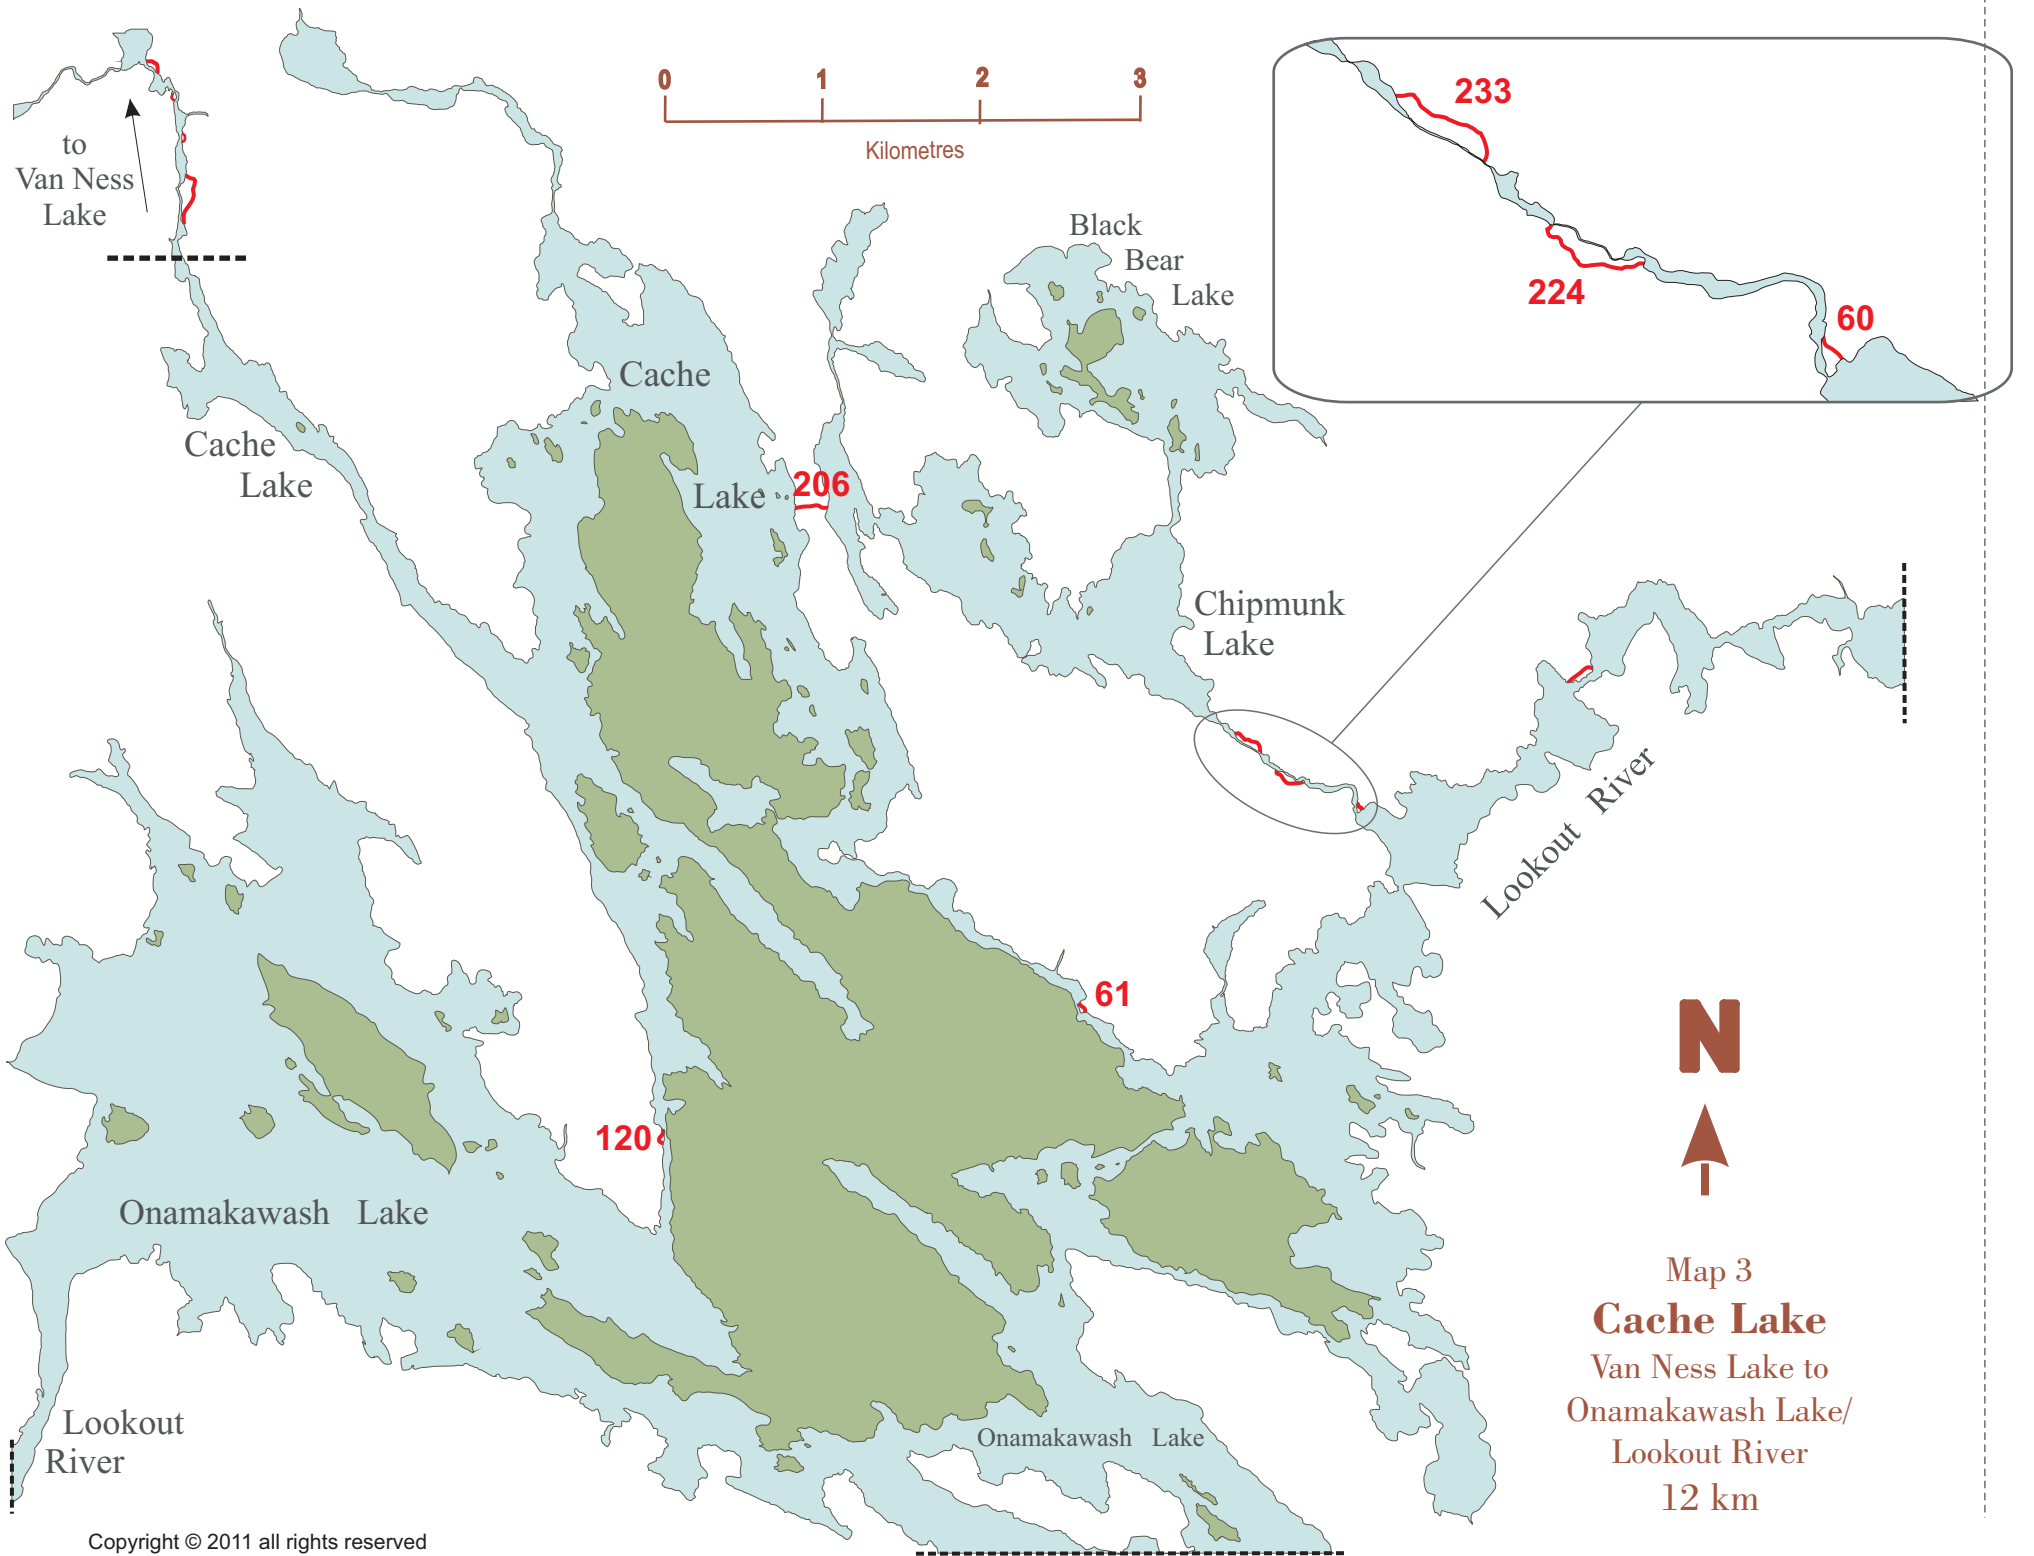 to
Van Ness
Lake
0 1 2 3
Kilometres
233
224
60
Black
Bear
Lake
Cache
Lake
Cache
Lake
206
Chipmunk
Lake
Lookout River
61
120
Onamakawash Lake
Lookout
River
Onamakawash Lake
N
Map 3
Cache Lake
Van Ness Lake to
Onamakawash Lake/
Lookout River
12 km
Copyright © 2011 all rights reserved